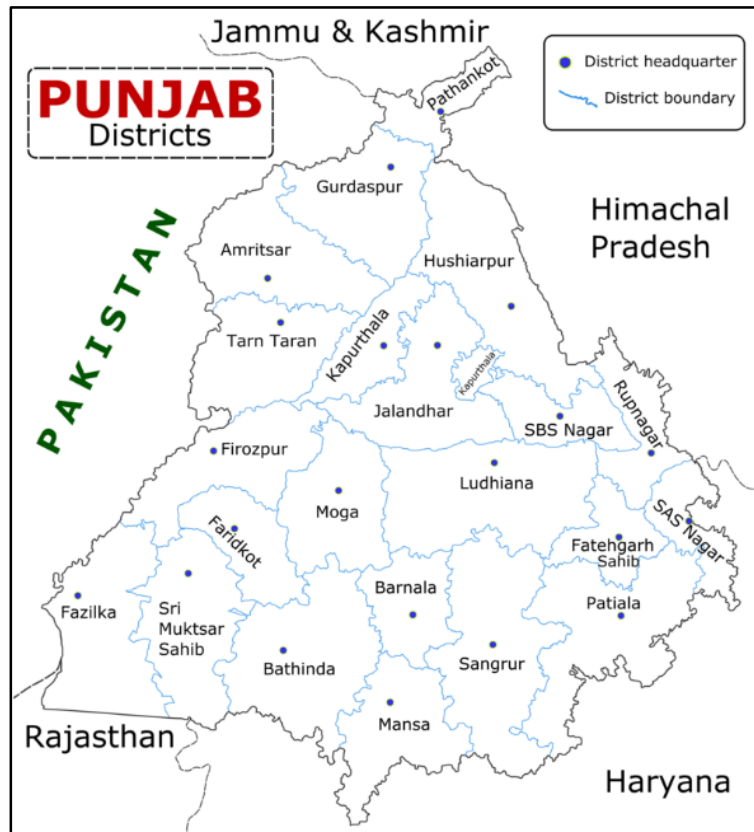 Jammu & Kashmir
PUNJAB
Districts
District headquarter
District boundary
Pathankot
Gurdaspur
Himachal
Pradesh
Amritsar
Hushiarpur
PAKISTAN
Tarn Taran
Kapurthala
Kapurthala
Jalandhar
Rupnagar
SBS Nagar
Firozpur
Ludhiana
Moga
SAS Nagar
Faridkot
Fatehgarh
Sahib
Fazilka
Sri
Muktsar
Sahib
Barnala
Patiala
Bathinda
Sangrur
Mansa
Rajasthan
Haryana